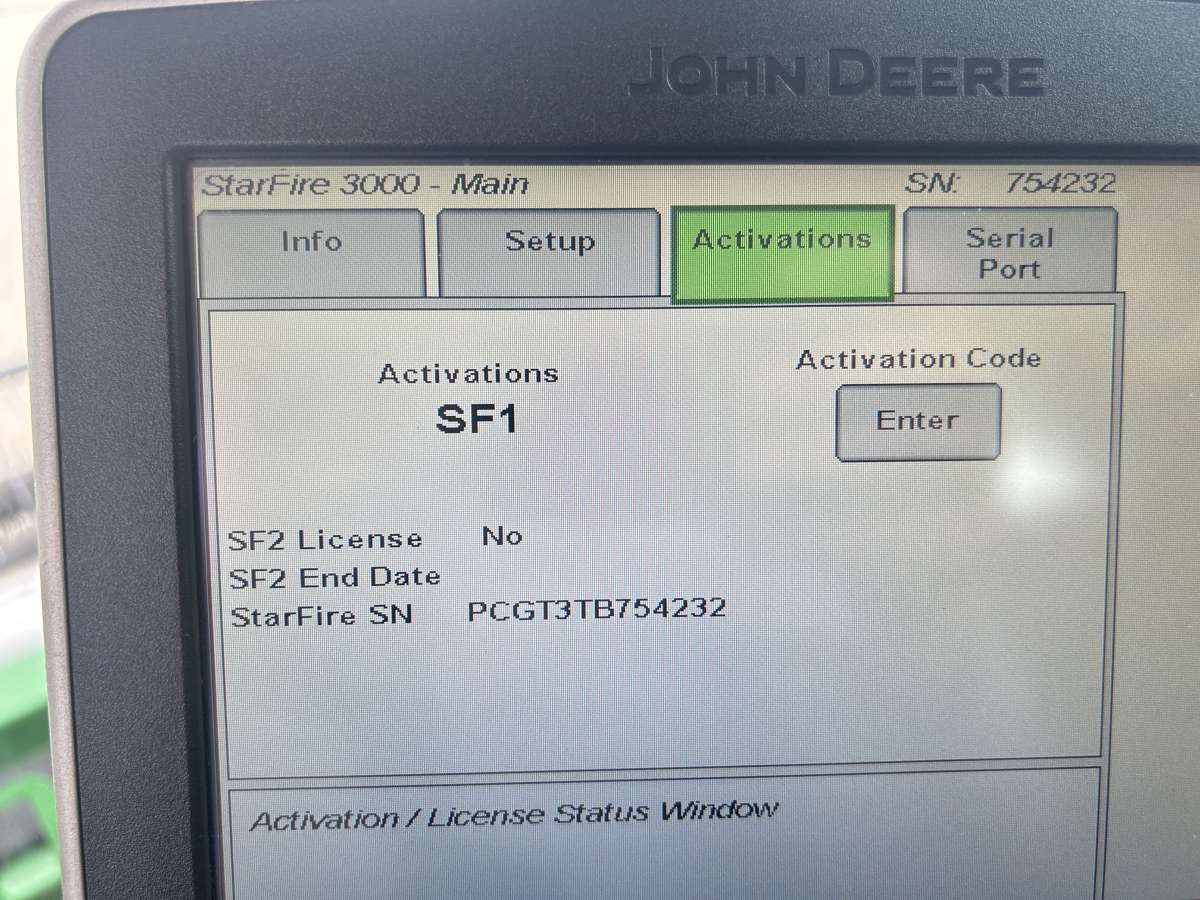 JOHN DEERE
StarFire 3000 - Main SN: 754232
Info Setup Activations Serial Port
Activations
SF1
Activation Code
Enter
SF2 License No
SF2 End Date
StarFire SN PCGT3TB754232
Activation / License Status Window